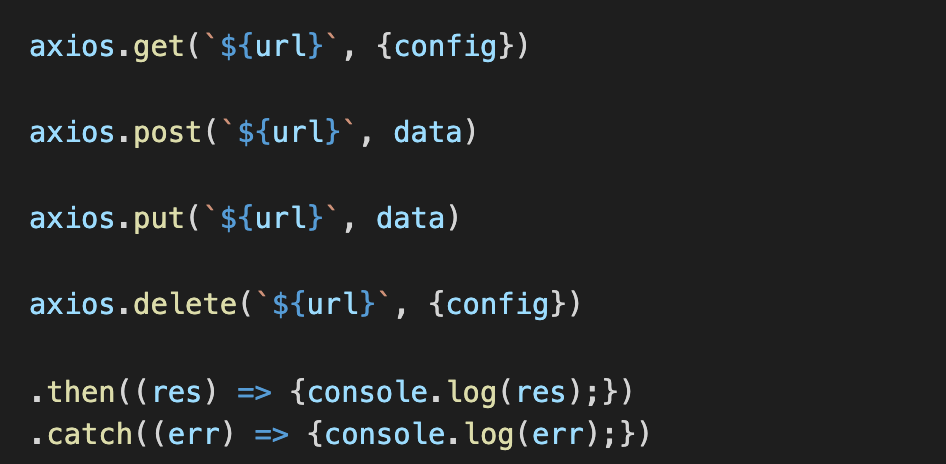 axios.get(`${url}`, {config})
axios.post(`${url}`, data)
axios.put(`${url}`, data)
axios.delete(`${url}`, {config})
.then((res) => {console.log(res);})
.catch((err) => {console.log(err);})